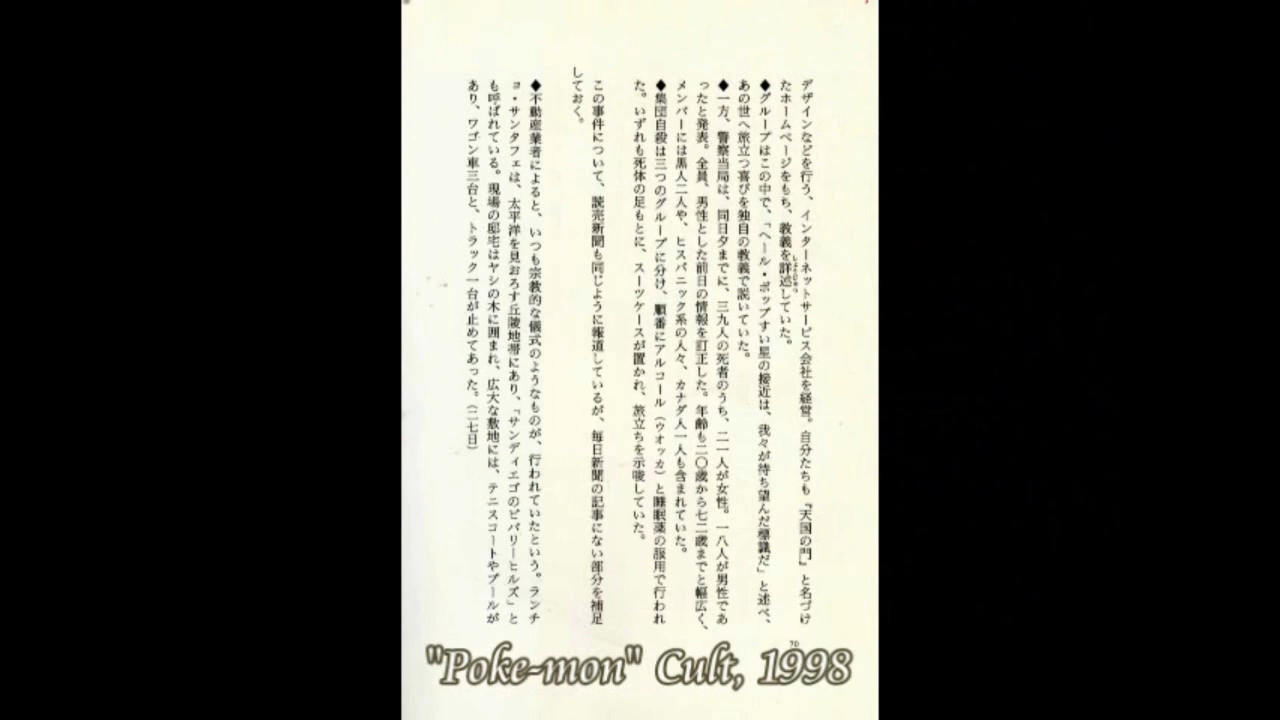 デザインなどを行う、インターネットサービス会社を経営。自分たちも『天国の門』と名づけ
たホームページをもち、教義を詳述していた。
◆グループはこの中で、「ヘール・ボップすい星の接近は、我々が待ち望んだ標識だ」と述べ、
あの世へ旅立つ喜びを独自の教義で説いていた。
◆一方、警察当局は、同日夕までに、三九人の死者のうち、二一人が女性。一八人が男性であ
ったと発表。全員、男性とした前日の情報を訂正した。年齢も二〇歳から七二歳までと幅広く、
メンバーには黒人二人や、ヒスパニック系の人々、カナダ人一人も含まれていた。
◆集団自殺は三つのグループに分け、順番にアルコール（ウオッカ）と睡眠薬の服用で行われ
た。いずれも死体の足もとに、スーツケースが置かれ、旅立ちを示唆していた。
この事件について、読売新聞も同じように報道しているが、毎日新聞の記事にない部分を補足
しておく。
◆不動産業者によると、いつも宗教的な儀式のようなものが、行われていたという。ランチ
ョ・サンタフェは、太平洋を見おろす丘陵地帯にあり、「サンディエゴのビバリーヒルズ」と
も呼ばれている。現場の邸宅はヤシの木に囲まれ、広大な敷地には、テニスコートやプールが
あり、ワゴン車三台と、トラック一台が止めてあった。（二七日）
70
"Poke-mon" Cult, 1998